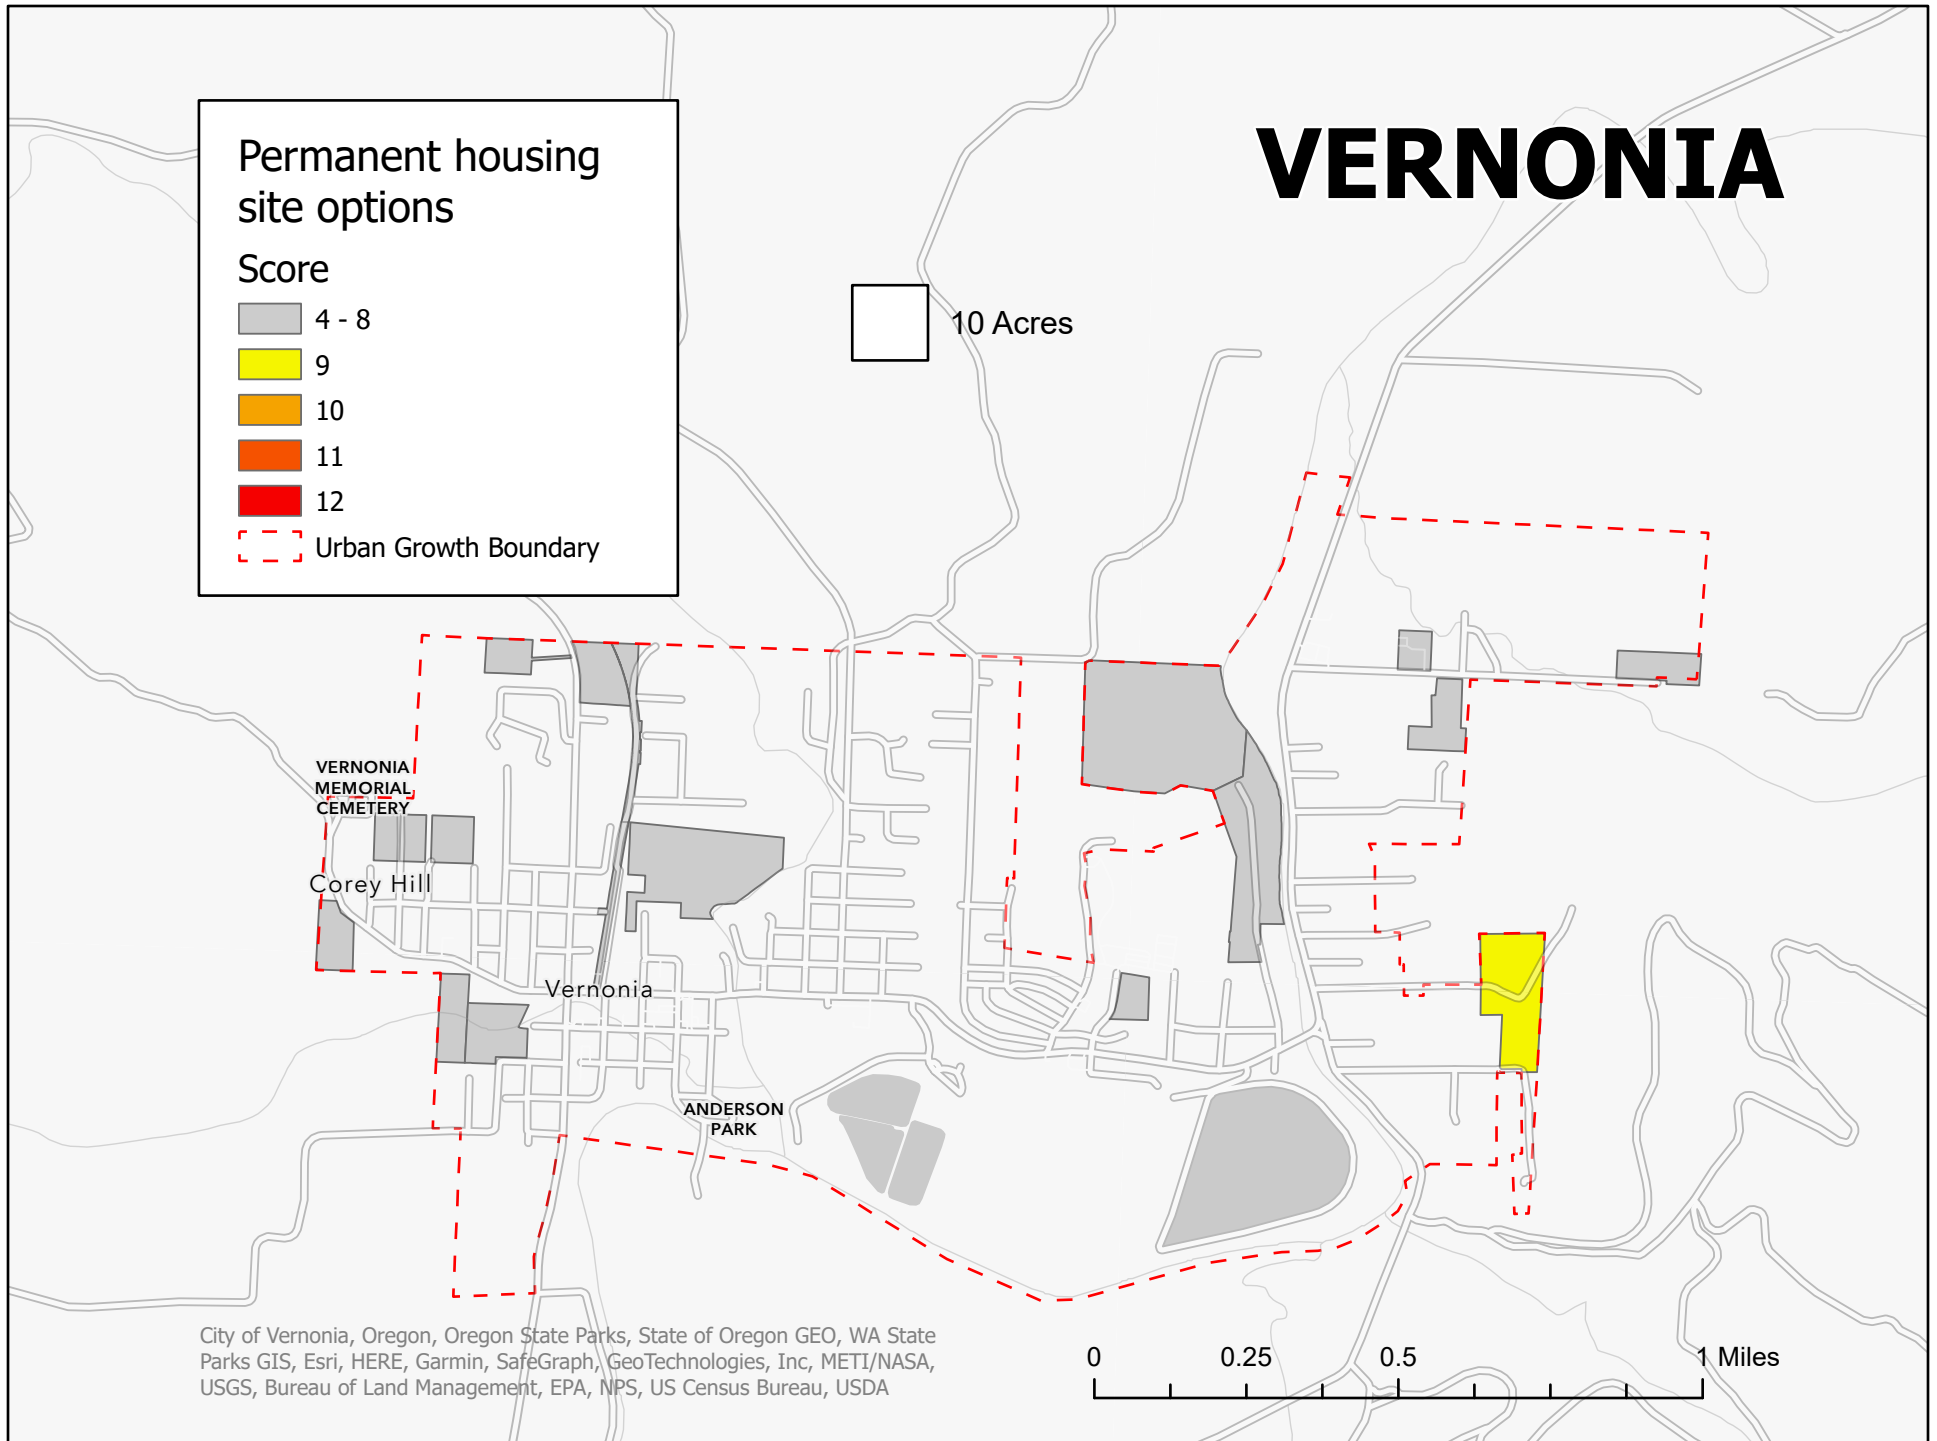 VERNONIA
Permanent housing
site options
Score
4 - 8
9
10
11
12
Urban Growth Boundary
10 Acres
VERNONIA
MEMORIAL
CEMETERY
Corey Hill
Vernonia
ANDERSON
PARK
City of Vernonia, Oregon, Oregon State Parks, State of Oregon GEO, WA State
Parks GIS, Esri, HERE, Garmin, SafeGraph, GeoTechnologies, Inc, METI/NASA,
USGS, Bureau of Land Management, EPA, NPS, US Census Bureau, USDA
0 0.25 0.5 1 Miles